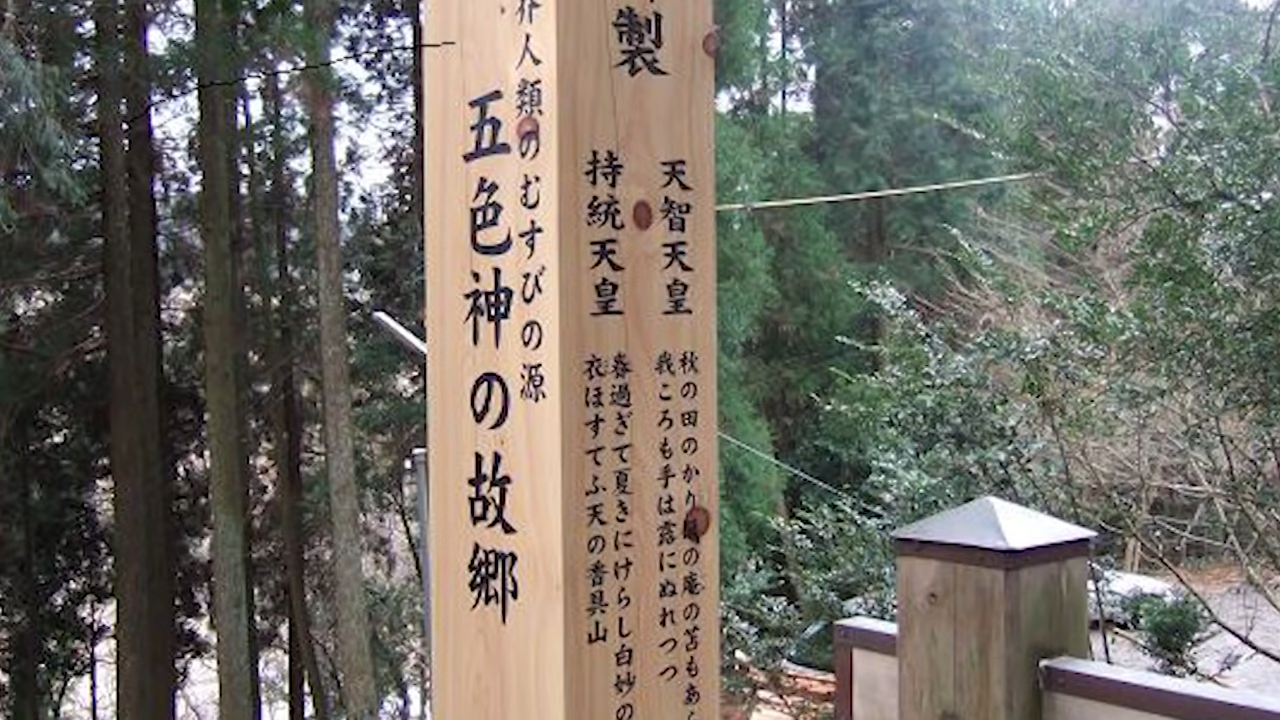 製
天智天皇
秋の田のかり の庵の苫もあ
我ころも手は露にぬれつつ
持統天皇
春過ぎて夏きにけらし白妙の
衣ほすてふ天の香具山
界人類のむすびの源
五色神の故郷